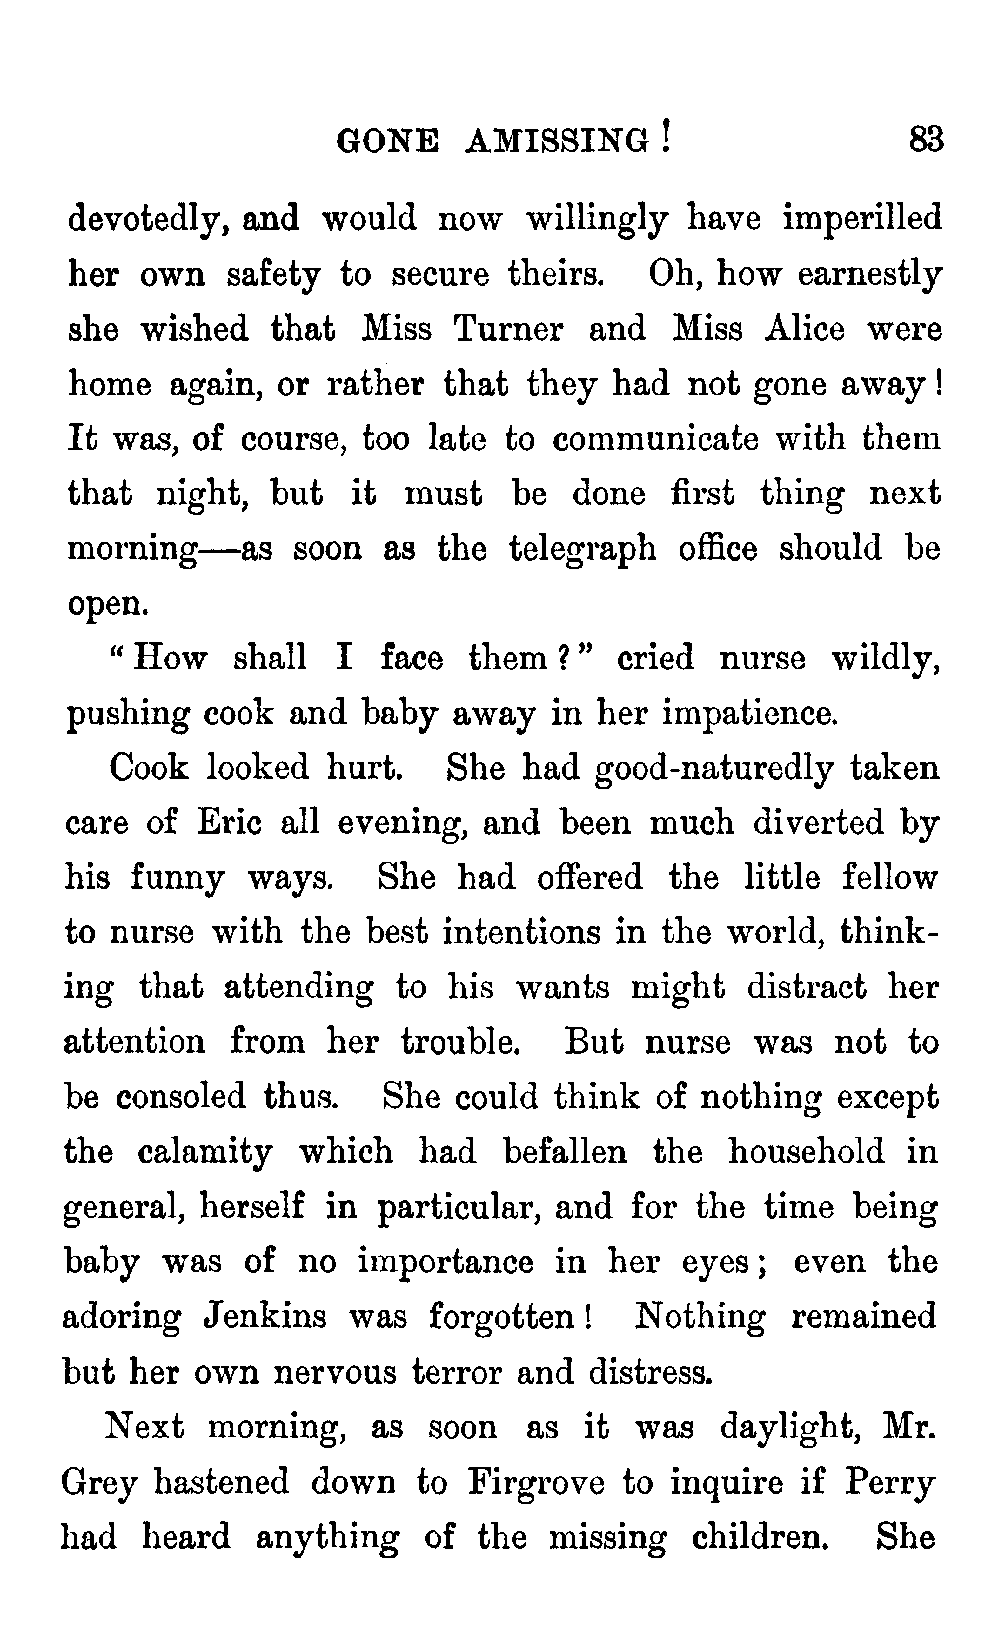 GONE AMISSING! 83
devotedly, and would now willingly have imperilled
her own safety to secure theirs. Oh, how earnestly
she wished that Miss Turner and Miss Alice were
home again, or rather that they had not gone away!
It was, of course, too late to communicate with them
that night, but it must be done first thing next
morning—as soon as the telegraph office should be
open.
"How shall I face them?" cried nurse wildly,
pushing cook and baby away in her impatience.
Cook looked hurt. She had good-naturedly taken
care of Eric all evening, and been much diverted by
his funny ways. She had offered the little fellow
to nurse with the best intentions in the world, think-
ing that attending to his wants might distract her
attention from her trouble. But nurse was not to
be consoled thus. She could think of nothing except
the calamity which had befallen the household in
general, herself in particular, and for the time being
baby was of no importance in her eyes; even the
adoring Jenkins was forgotten! Nothing remained
but her own nervous terror and distress.
Next morning, as soon as it was daylight, Mr.
Grey hastened down to Firgrove to inquire if Perry
had heard anything of the missing children. She